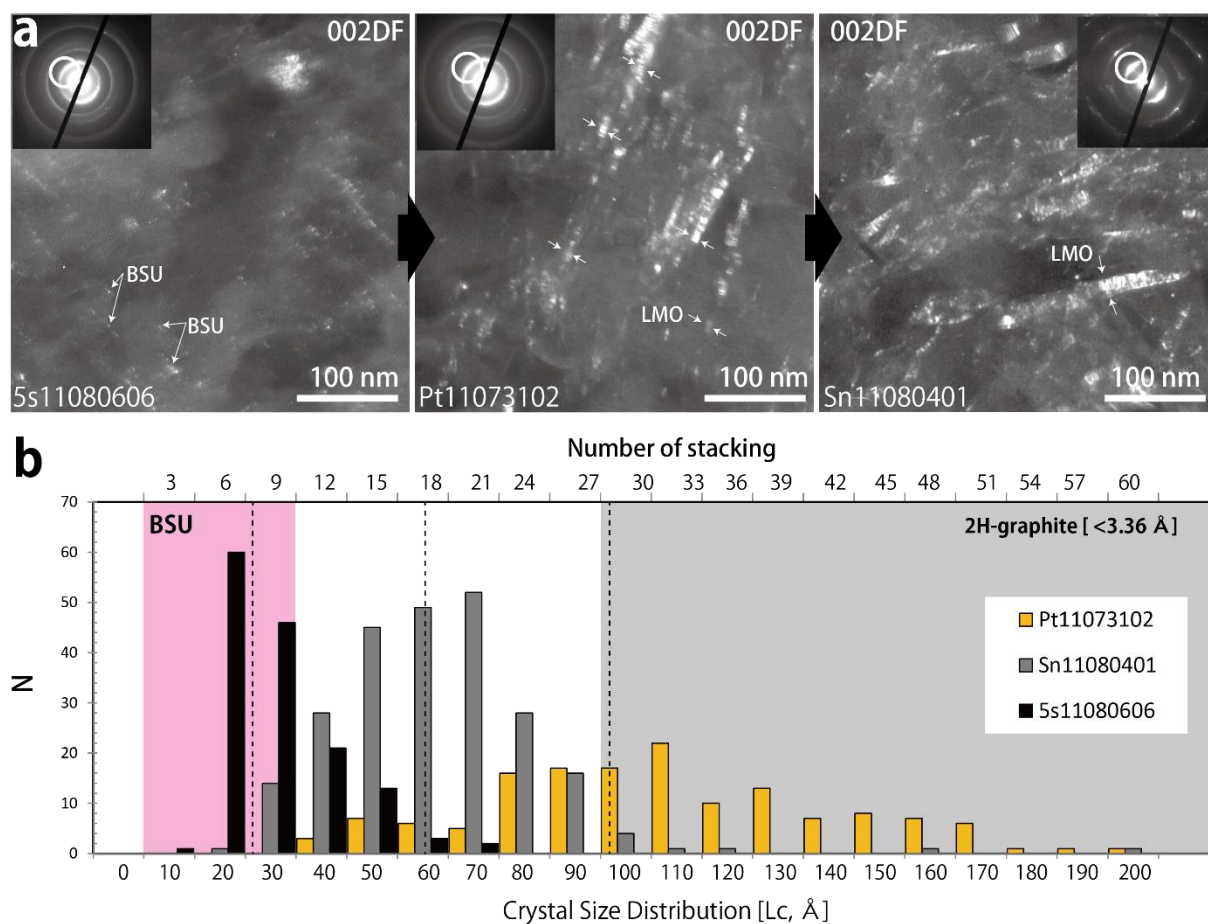 a
002DF
002DF
002DF
BSU
BSU
LMO
LMO
100 nm
100 nm
100 nm
5s11080606
Pt11073102
Sn11080401
b
Number of stacking
3 6 9 12 15 18 21 24 27 30 33 36 39 42 45 48 51 54 57 60
70
60
50
40
30
20
10
0
N
BSU
2H-graphite [ <3.36 Å ]
Pt11073102
Sn11080401
5s11080606
0 10 20 30 40 50 60 70 80 90 100 110 120 130 140 150 160 170 180 190 200
Crystal Size Distribution [Lc, Å]